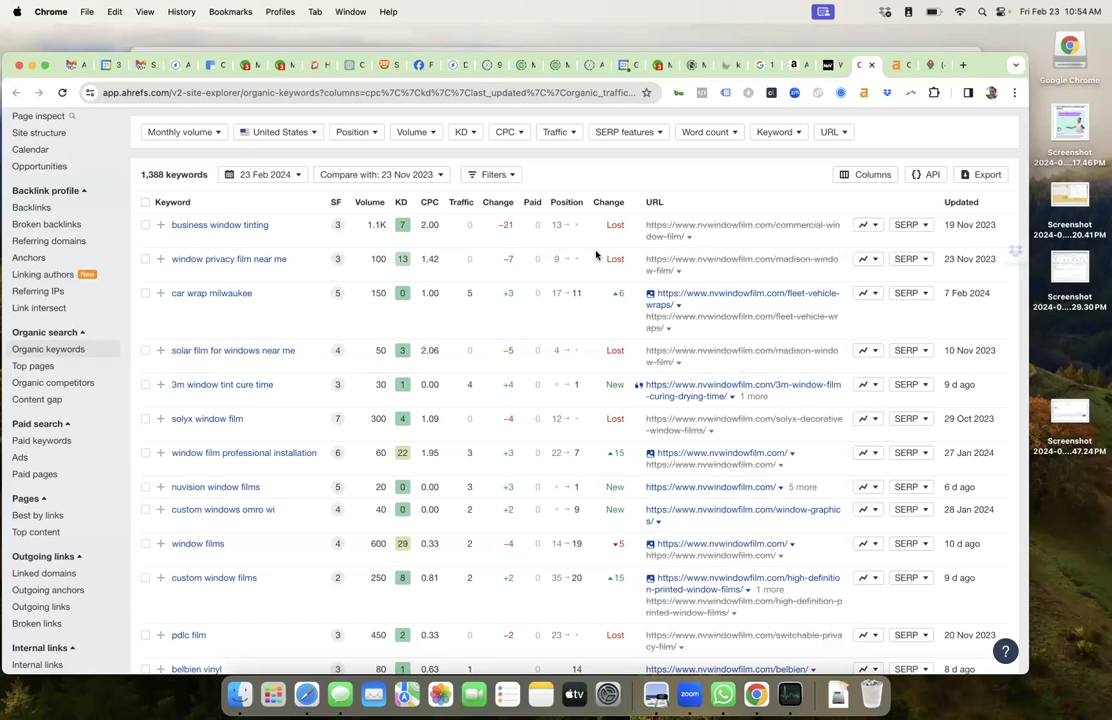 Chrome File Edit View History Bookmarks Profiles Tab Window Help Fri Feb 23 10:54 AM
app.ahrefs.com/v2-site-explorer/organic-keywords?columns=cpc%7C%7Ckd%7C%7Clast_updated%7C%7Corganic_traffic...
Google Chrome
Screenshot
2024-0....17.46 PM
Screenshot
2024-0....20.41 PM
Screenshot
2024-0....29.30 PM
Screenshot
2024-0....47.24 PM
Page inspect
Site structure
Calendar
Opportunities
Backlink profile
Backlinks
Broken backlinks
Referring domains
Anchors
Linking authors New
Referring IPs
Link intersect
Organic search
Organic keywords
Top pages
Organic competitors
Content gap
Paid search
Paid keywords
Ads
Paid pages
Pages
Best by links
Top content
Outgoing links
Linked domains
Outgoing anchors
Outgoing links
Broken links
Internal links
Internal links
Monthly volume United States Position Volume KD CPC Traffic SERP features Word count Keyword URL
1,388 keywords 23 Feb 2024 Compare with: 23 Nov 2023 Filters Columns API Export
Keyword SF Volume KD CPC Traffic Change Paid Position Change URL Updated
business window tinting 3 1.1K 7 2.00 0 −21 0 13 → × Lost https://www.nvwindowfilm.com/commercial-win SERP 19 Nov 2023
dow-film/
window privacy film near me 3 100 13 1.42 0 −7 0 9 → × Lost https://www.nvwindowfilm.com/madison-windo SERP 23 Nov 2023
w-film/
car wrap milwaukee 5 150 0 1.00 5 +3 0 17 → 11 6 https://www.nvwindowfilm.com/fleet-vehicle- SERP 7 Feb 2024
wraps/
https://www.nvwindowfilm.com/fleet-vehicle-wr
aps/
solar film for windows near me 4 50 3 2.06 0 −5 0 4 → × Lost https://www.nvwindowfilm.com/madison-windo SERP 10 Nov 2023
w-film/
3m window tint cure time 3 30 1 0.00 4 +4 0 × → 1 New https://www.nvwindowfilm.com/3m-window-film SERP 9 d ago
-curing-drying-time/ 1 more
solyx window film 7 300 4 1.09 0 −4 0 12 → × Lost https://www.nvwindowfilm.com/solyx-decorative SERP 29 Oct 2023
-window-films/
window film professional installation 6 60 22 1.95 3 +3 0 22 → 7 15 https://www.nvwindowfilm.com/ SERP 27 Jan 2024
https://www.nvwindowfilm.com/
nuvision window films 5 20 0 0.00 3 +3 0 × → 1 New https://www.nvwindowfilm.com/ 5 more SERP 6 d ago
custom windows omro wi 4 40 0 0.00 2 +2 0 × → 9 New https://www.nvwindowfilm.com/window-graphic SERP 28 Jan 2024
s/
window films 4 600 29 0.33 2 −4 0 14 → 19 5 https://www.nvwindowfilm.com/ SERP 10 d ago
https://www.nvwindowfilm.com/
custom window films 2 250 8 0.81 2 +2 0 35 → 20 15 https://www.nvwindowfilm.com/high-definitio SERP 9 d ago
n-printed-window-films/ 1 more
https://www.nvwindowfilm.com/high-definition-p
rinted-window-films/
pdlc film 3 450 2 0.33 0 −2 0 23 → × Lost https://www.nvwindowfilm.com/switchable-priva SERP 20 Nov 2023
cy-film/
belbien vinyl 3 80 1 0.63 1 0 14 https://www.nvwindowfilm.com/belbien/ SERP 8 d ago
?
tv
zoom